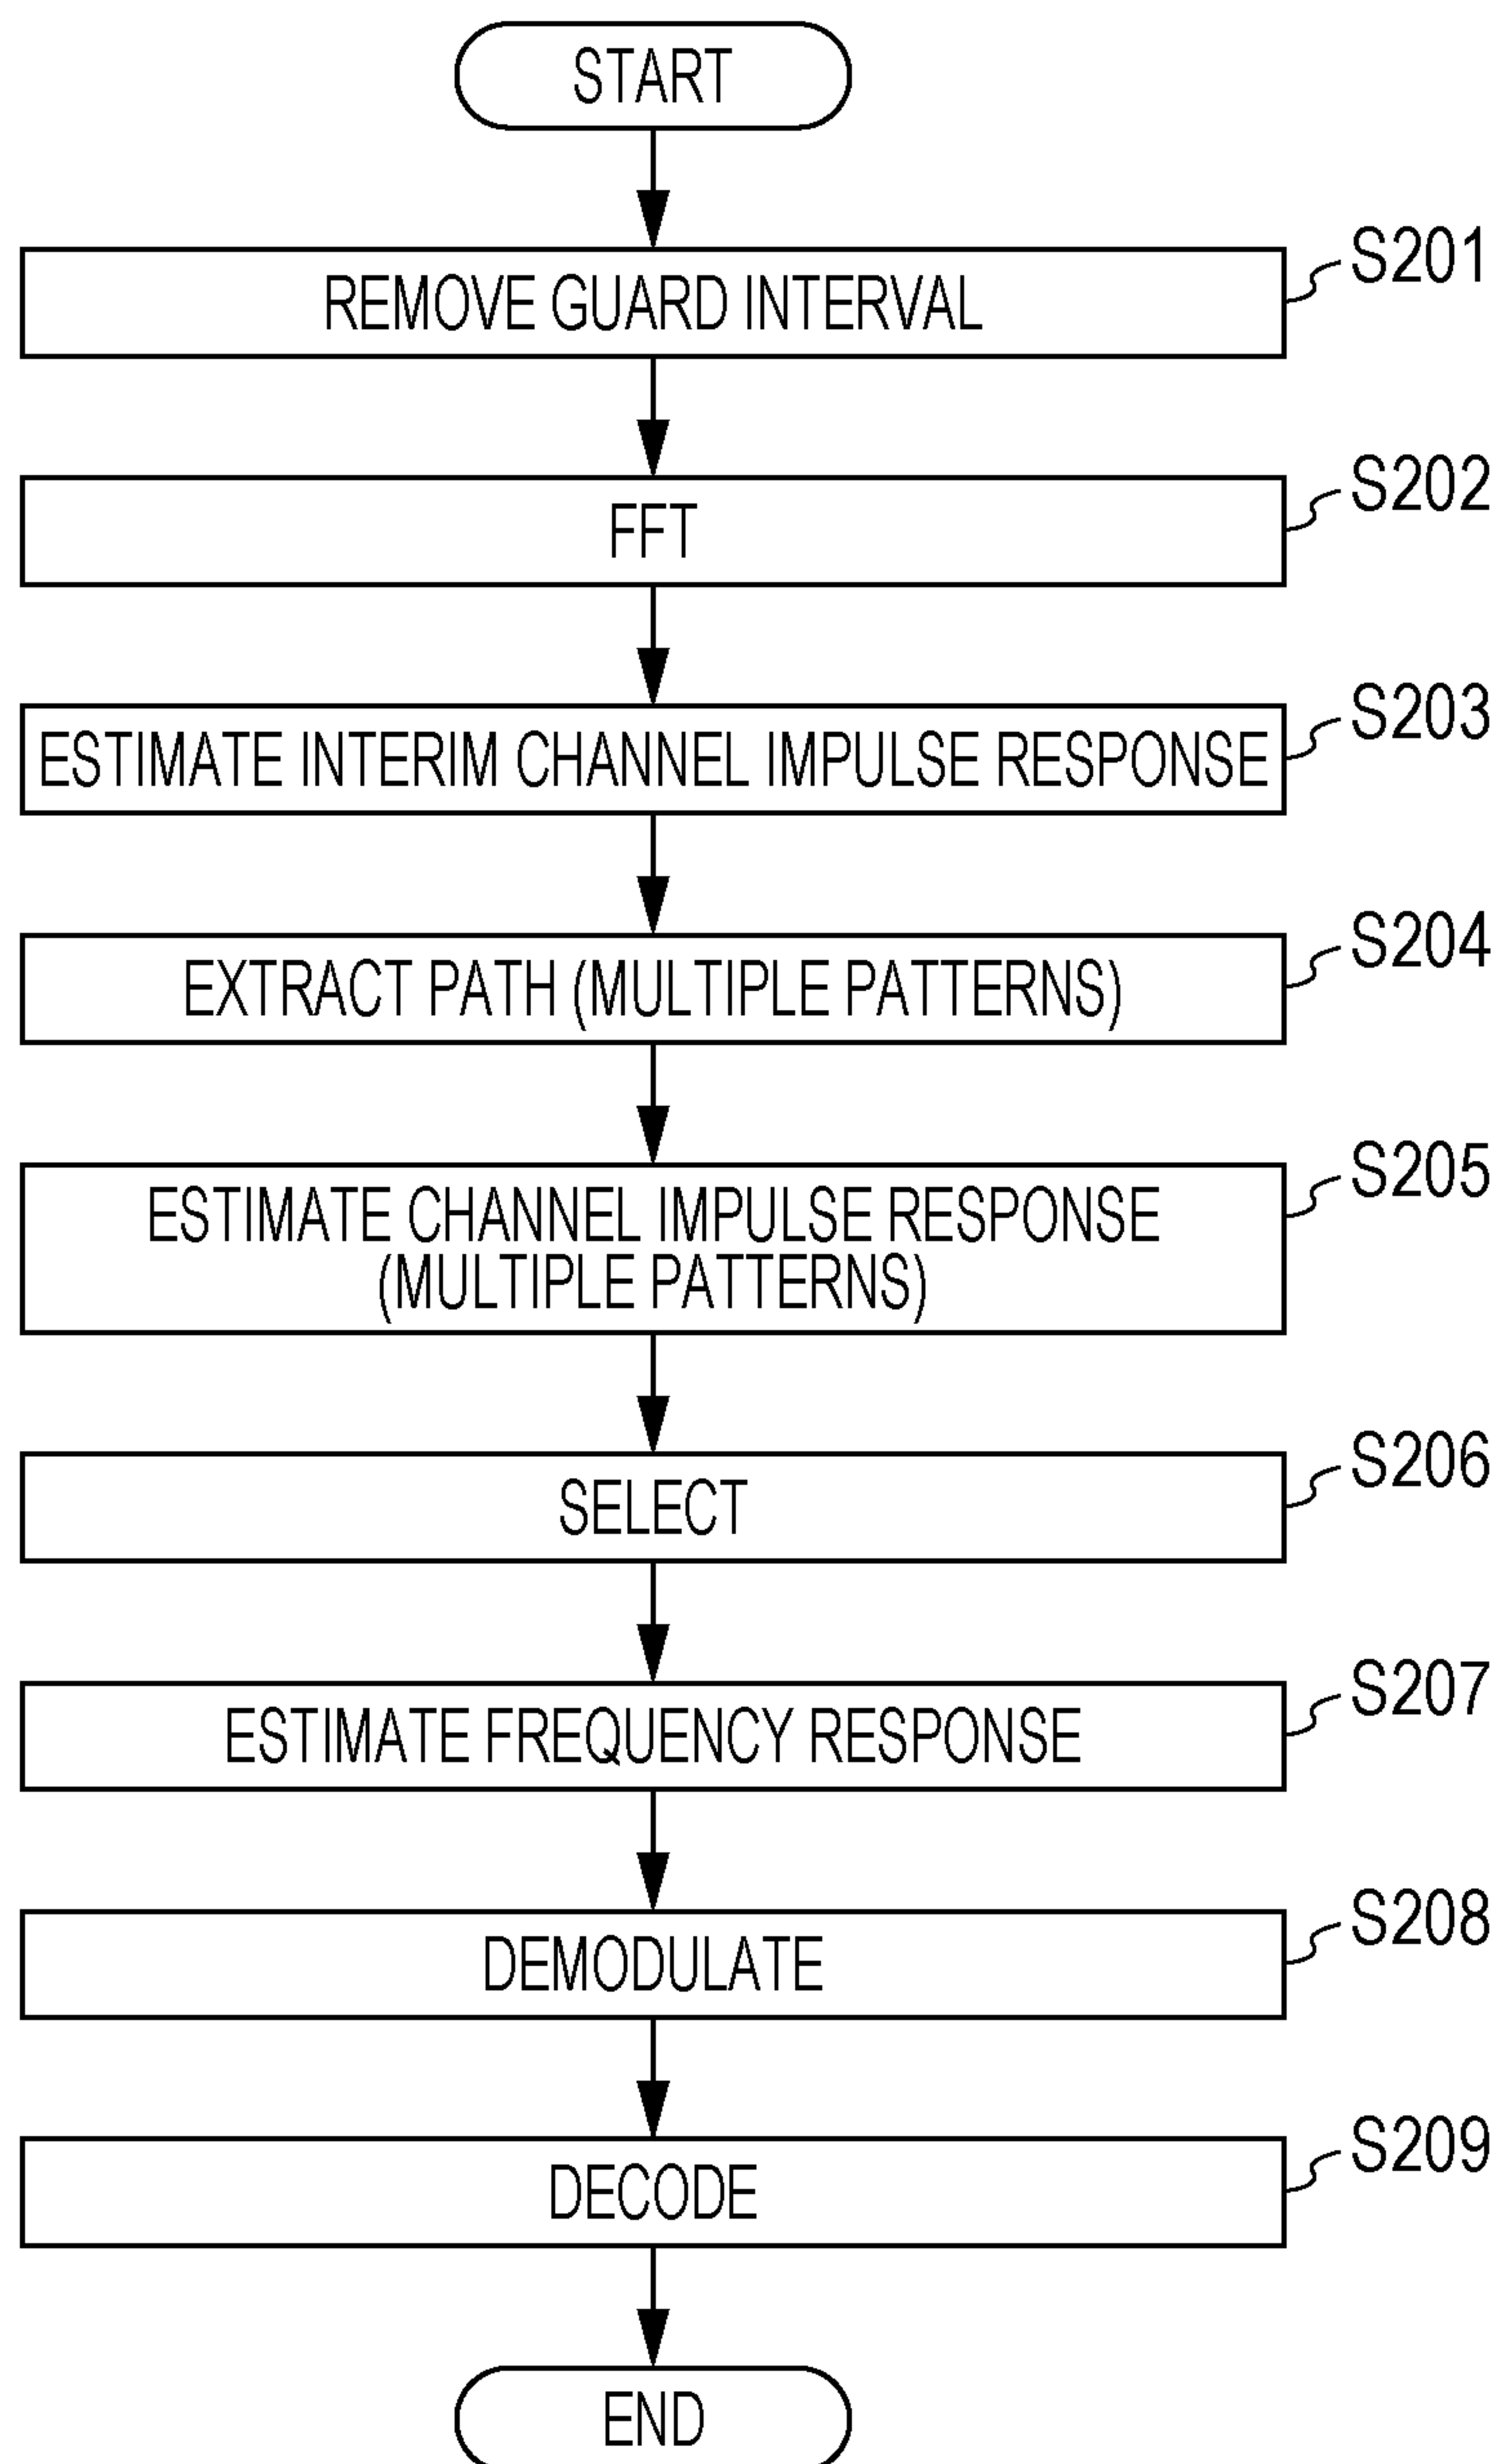 START
REMOVE GUARD INTERVAL
S201
FFT
S202
ESTIMATE INTERIM CHANNEL IMPULSE RESPONSE
S203
EXTRACT PATH (MULTIPLE PATTERNS)
S204
ESTIMATE CHANNEL IMPULSE RESPONSE
(MULTIPLE PATTERNS)
S205
SELECT
S206
ESTIMATE FREQUENCY RESPONSE
S207
DEMODULATE
S208
DECODE
S209
END